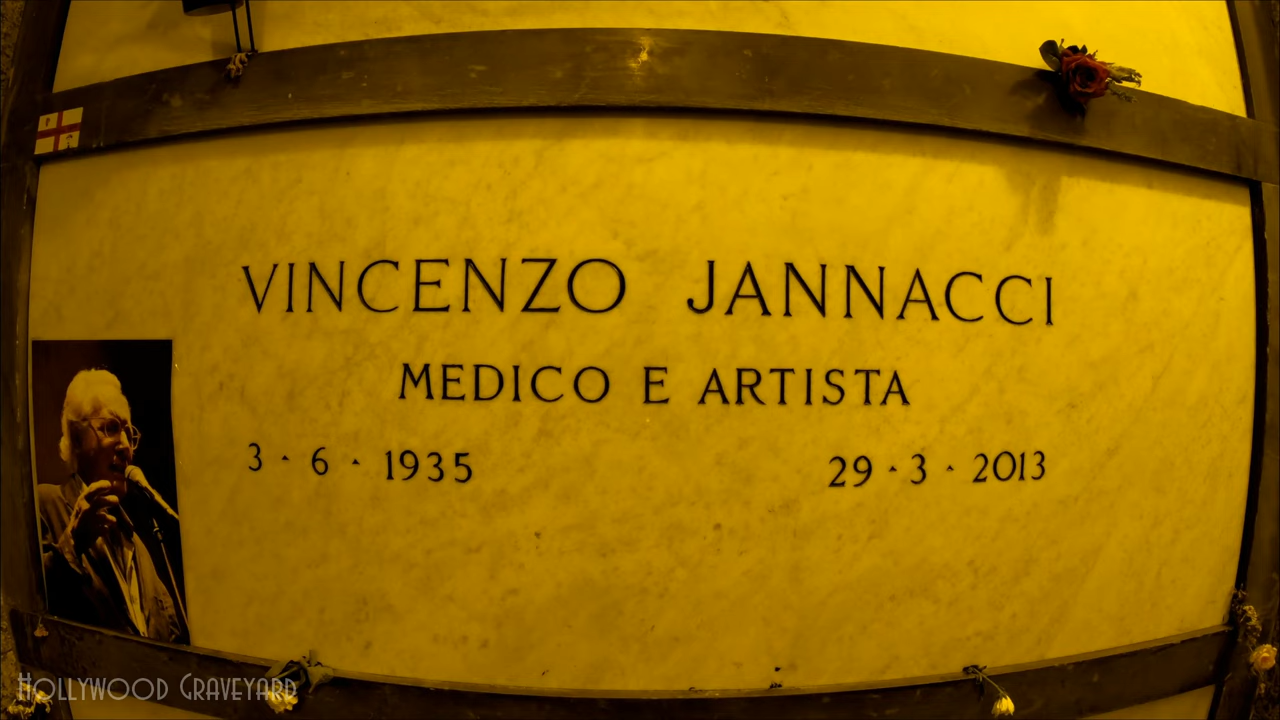 VINCENZO JANNACCI
MEDICO E ARTISTA
3 · 6 · 1935 29 · 3 · 2013
HOLLYWOOD GRAVEYARD